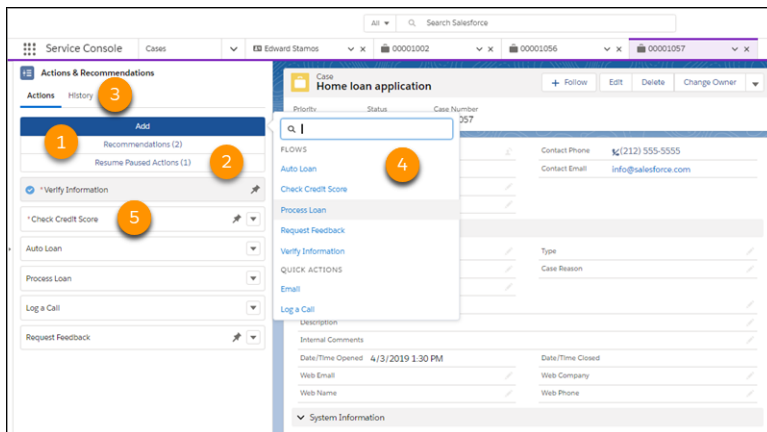 All
Search Salesforce
Service Console
Cases
Edward Stamos
00001002
00001056
00001057
Actions & Recommendations
Actions
History
3
Add
1
Recommendations (2)
Resume Paused Actions (1)
2
*Verify Information
*Check Credit Score
5
Auto Loan
Process Loan
Log a Call
Request Feedback
FLOWS
4
Auto Loan
Check Credit Score
Process Loan
Request Feedback
Verify Information
QUICK ACTIONS
Email
Log a Call
Case
Home loan application
+ Follow
Edit
Delete
Change Owner
Priority
Status
Case Number
057
Contact Phone
(212) 555-5555
Contact Email
info@salesforce.com
Type
Case Reason
Description
Internal Comments
Date/Time Opened
4/3/2019 1:30 PM
Date/Time Closed
Web Email
Web Company
Web Name
Web Phone
System Information